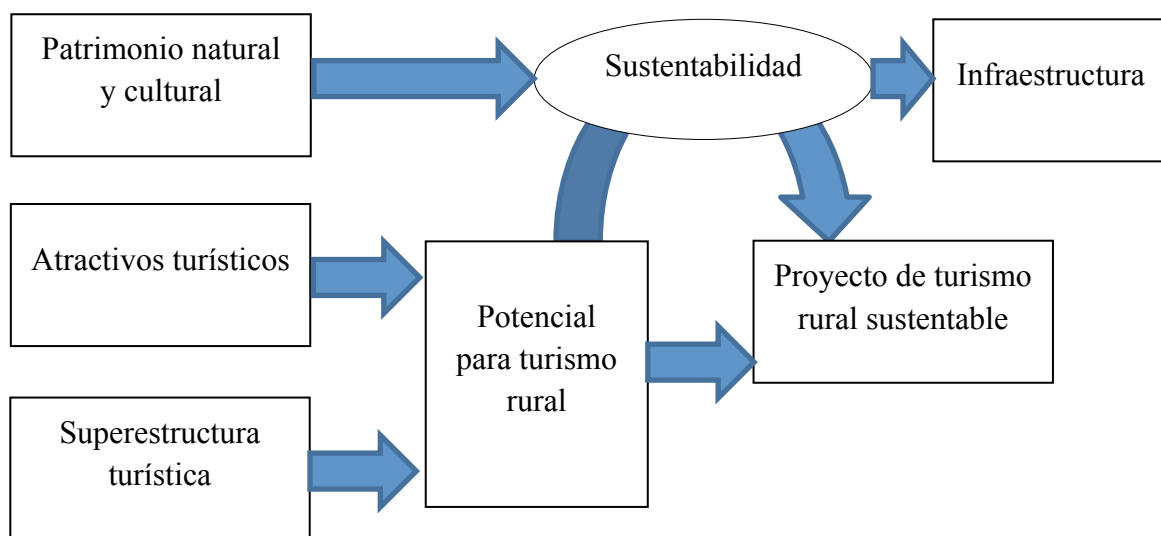 Patrimonio natural
y cultural
Sustentabilidad
Infraestructura
Atractivos turísticos
Potencial
para turismo
rural
Proyecto de turismo
rural sustentable
Superestructura
turística